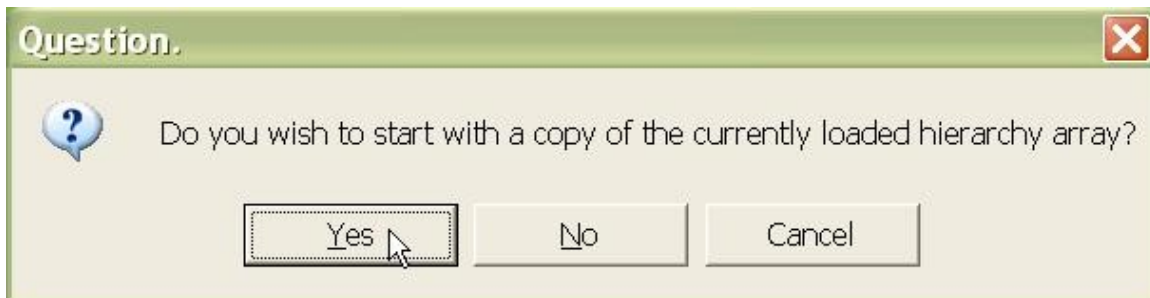 Question.
Do you wish to start with a copy of the currently loaded hierarchy array?
Yes No Cancel